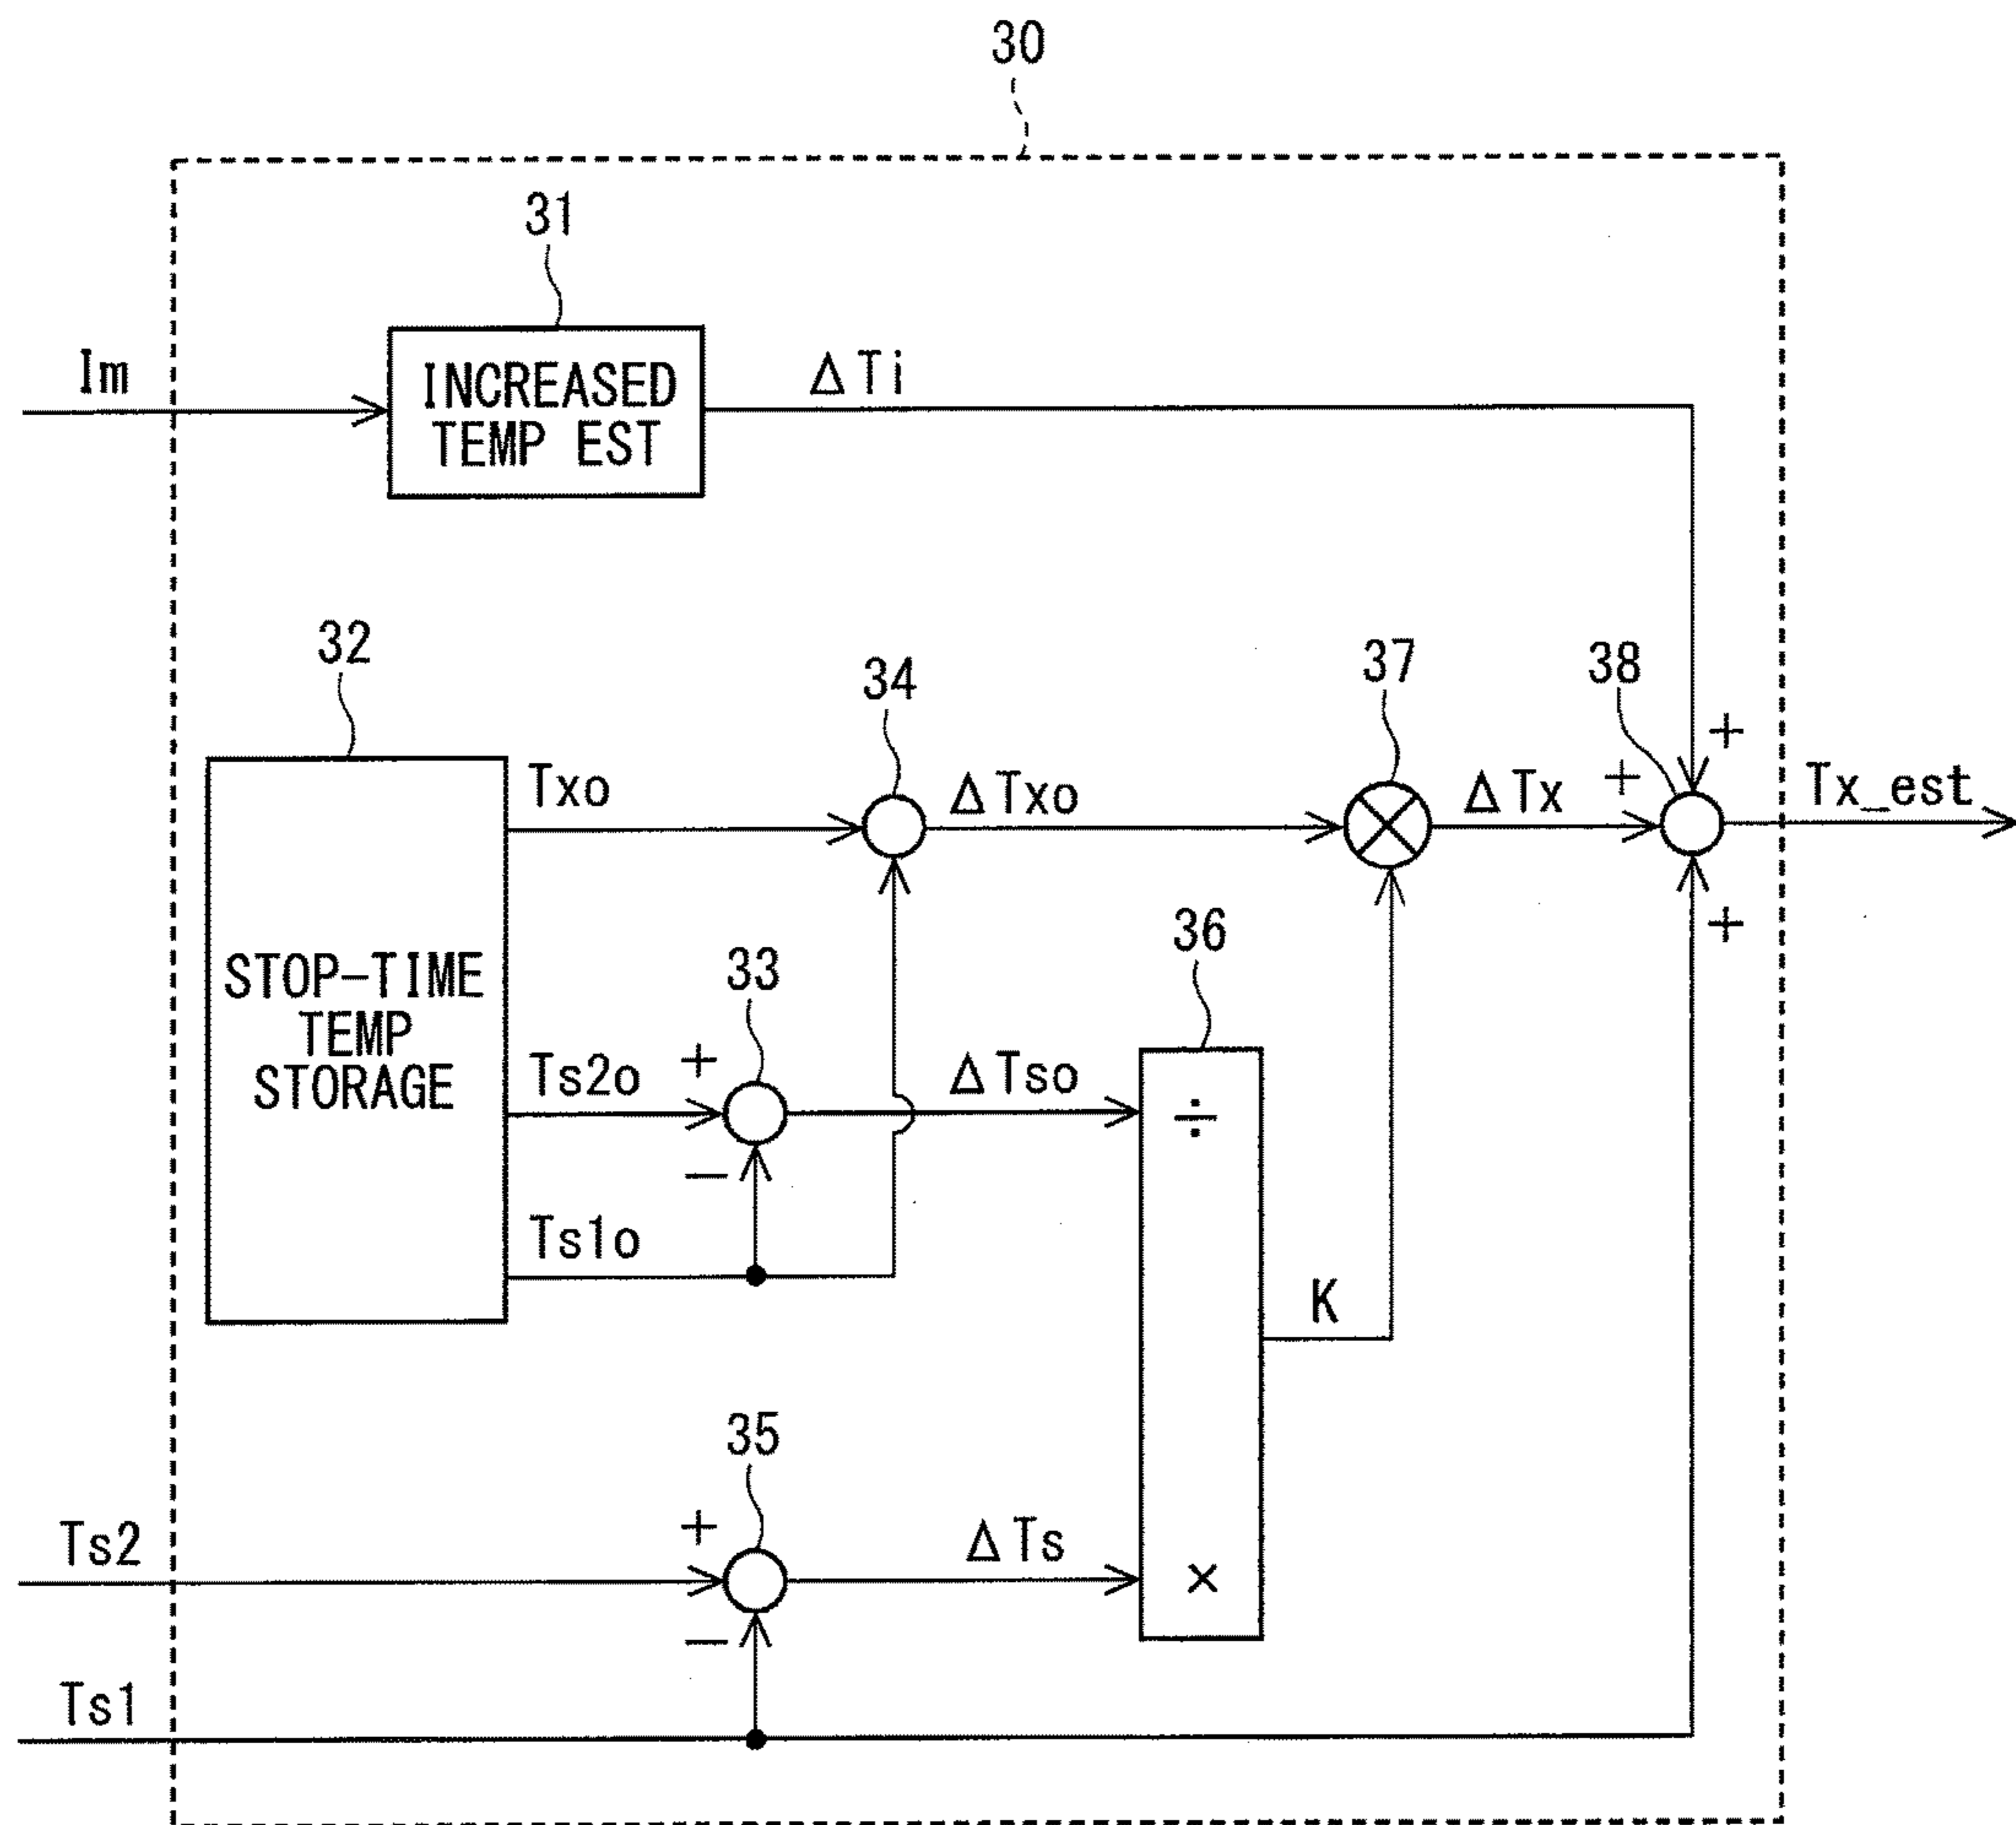 30
31
Im
INCREASED
TEMP EST
ΔTi
32
34
37
38
+
Txo
ΔTxo
ΔTx
+
Tx_est
+
STOP-TIME
TEMP
STORAGE
33
36
Ts2o
+
ΔTso
÷
−
Ts1o
K
35
Ts2
+
ΔTs
×
−
Ts1